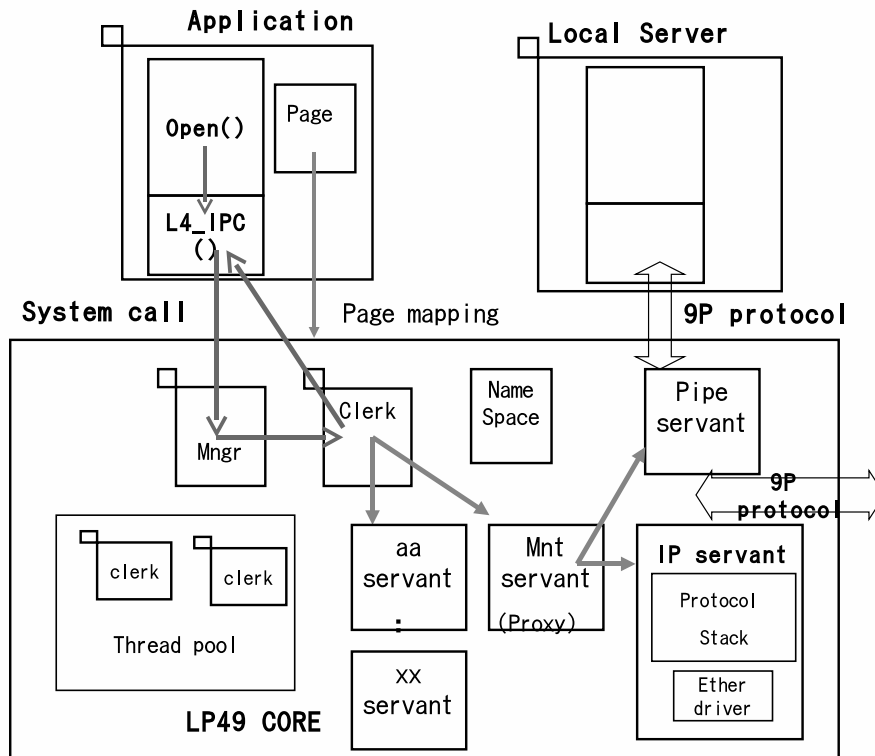 Application
Local Server
Open()
Page
L4_IPC
()
System call
Page mapping
9P protocol
Mngr
Clerk
Name
Space
Pipe
servant
9P
protocol
clerk
clerk
Thread pool
aa
servant
:
Mnt
servant
(Proxy)
IP servant
Protocol
Stack
Ether
driver
xx
servant
LP49 CORE